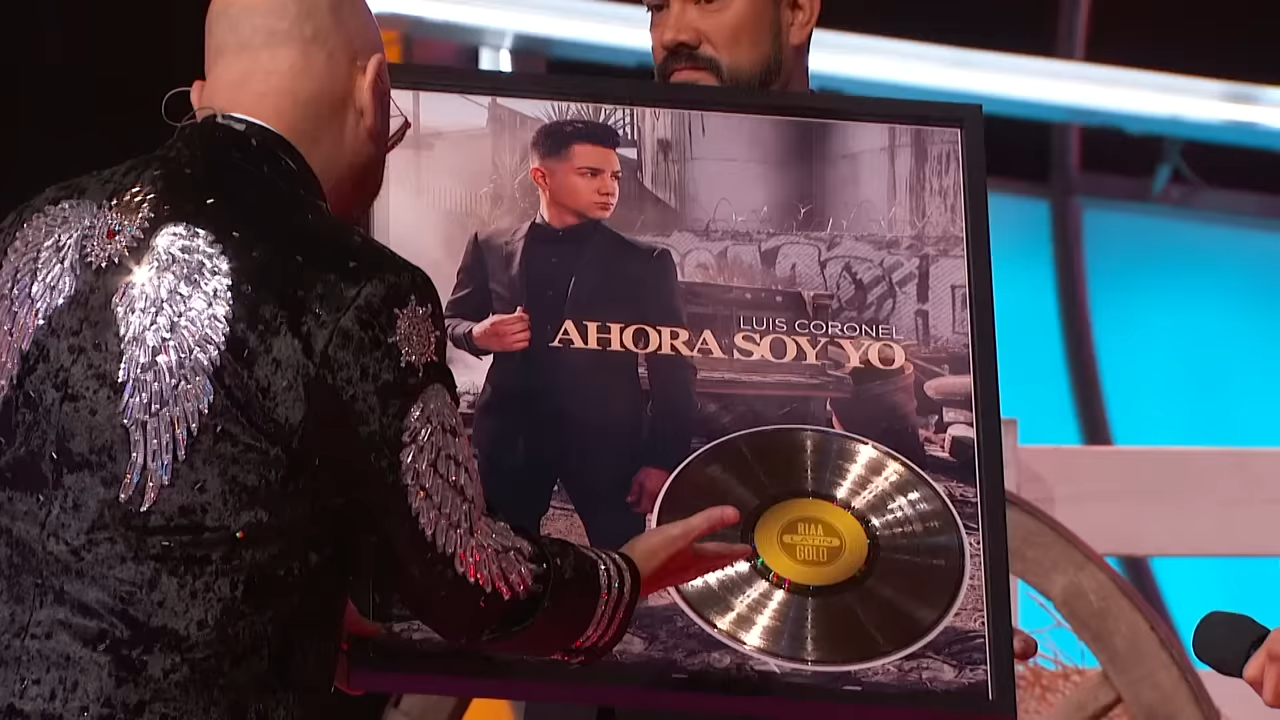 LUIS CORONEL
AHORA SOY YO
RIAA
LATIN
GOLD